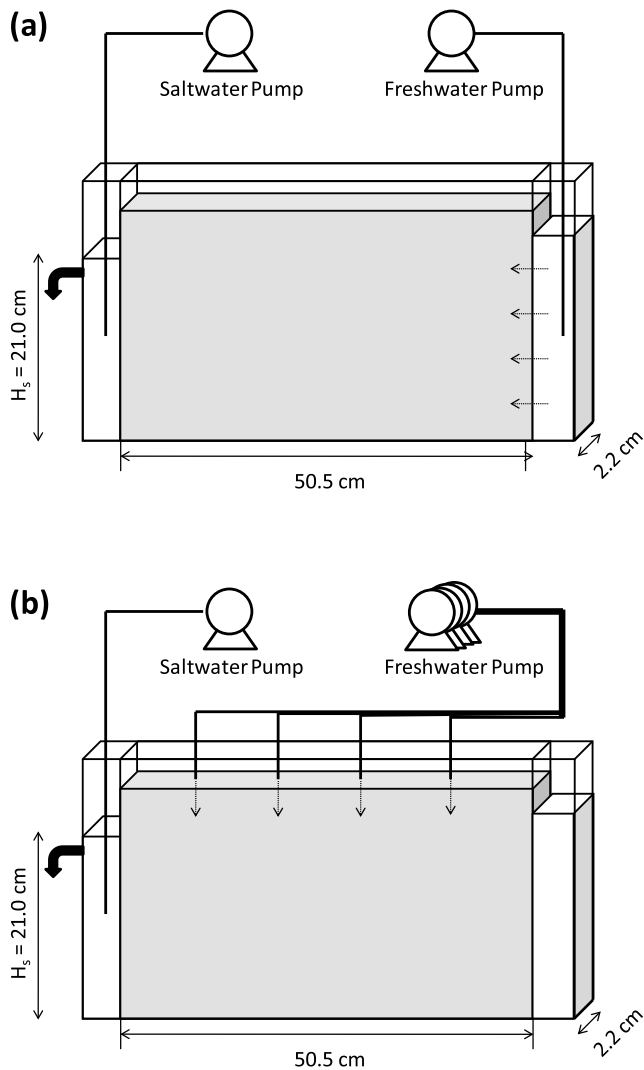 (a)
Saltwater Pump
Freshwater Pump
Hs = 21.0 cm
2.2 cm
50.5 cm
(b)
Saltwater Pump
Freshwater Pump
Hs = 21.0 cm
2.2 cm
50.5 cm